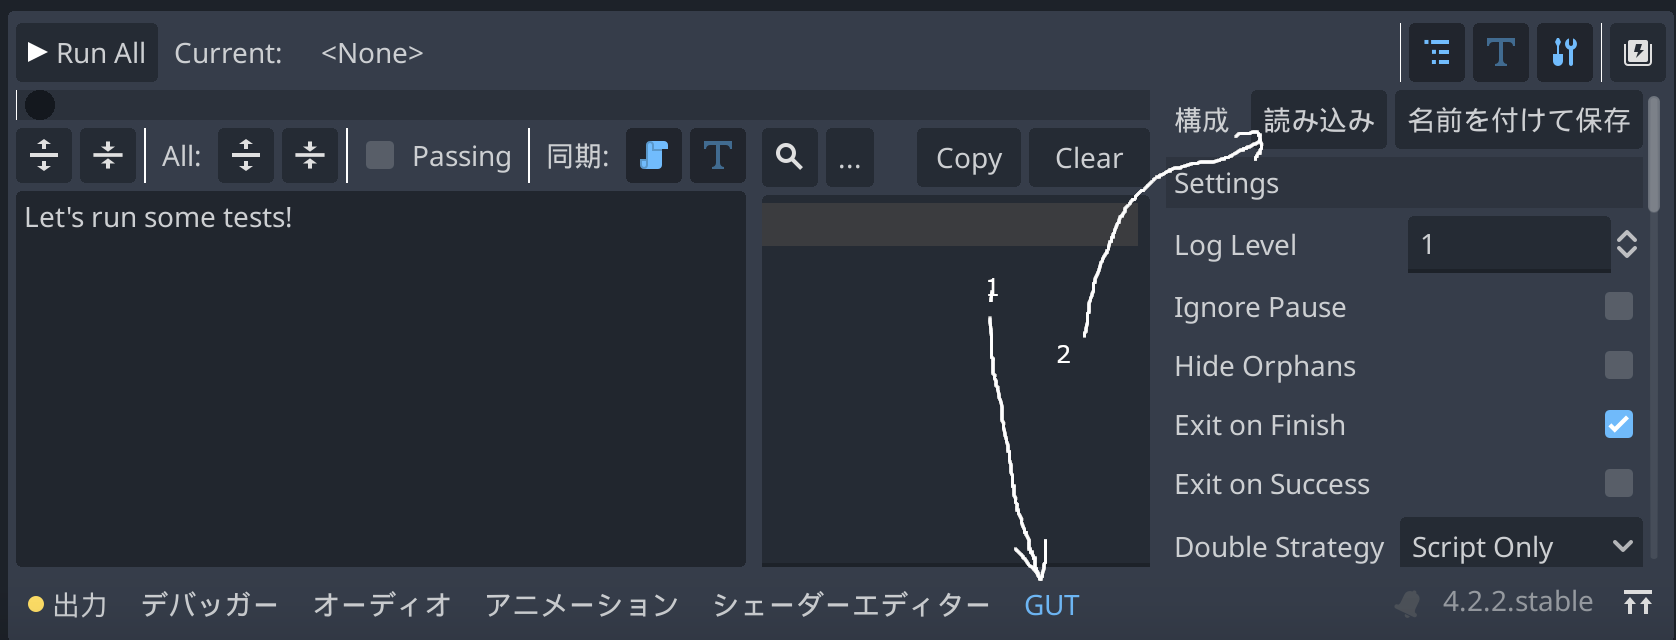 Run All Current: <None>
構成 読み込み 名前を付けて保存
All: Passing 同期: T ... Copy Clear
Let's run some tests!
Settings
Log Level 1
Ignore Pause
Hide Orphans
Exit on Finish
Exit on Success
Double Strategy Script Only
1
2
出力 デバッガー オーディオ アニメーション シェーダーエディター GUT 4.2.2.stable